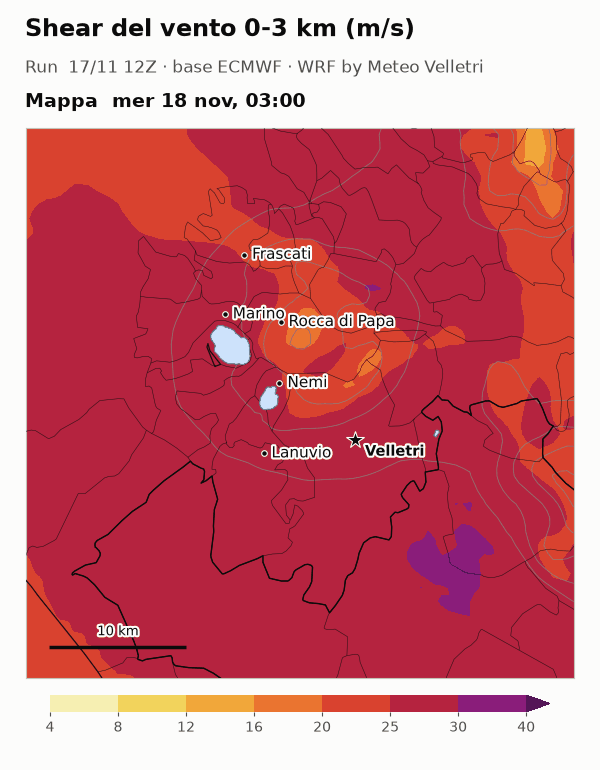 Shear del vento 0-3 km (m/s)
Run 17/11 12Z · base ECMWF · WRF by Meteo Velletri
Mappa mer 18 nov, 03:00
Frascati
Marino
Rocca di Papa
Nemi
Velletri
Lanuvio
10 km
4 8 12 16 20 25 30 40